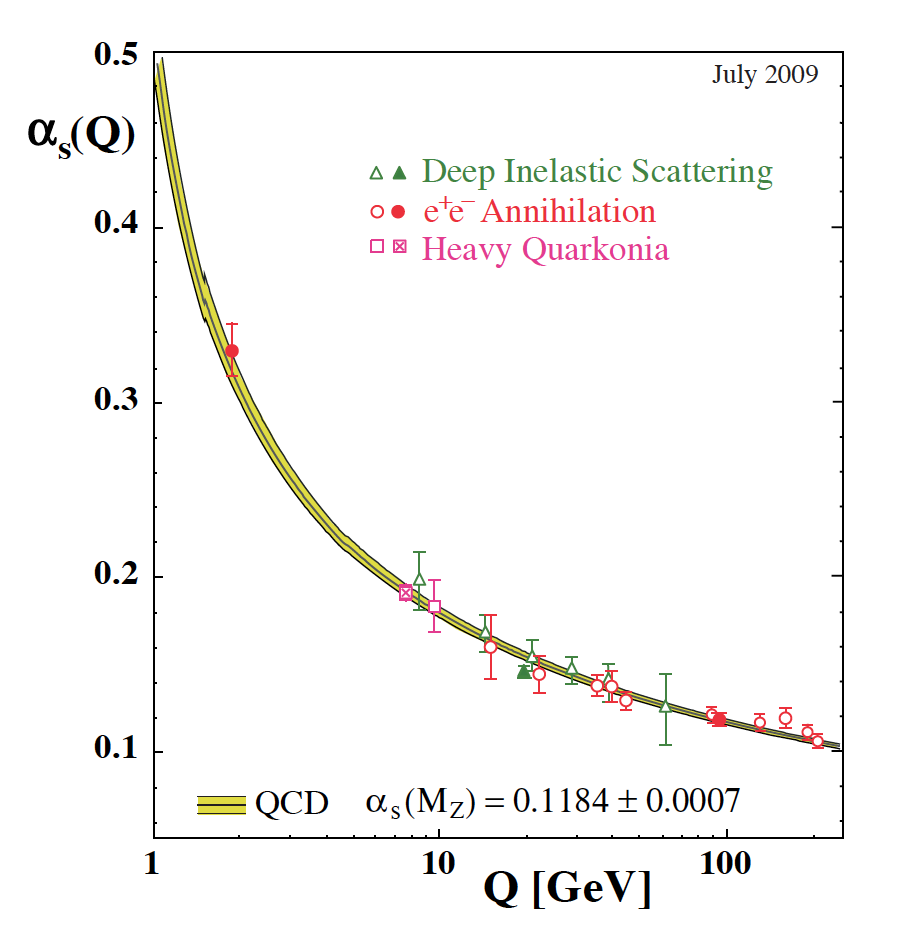 0.5
July 2009
αs(Q)
Deep Inelastic Scattering
e+e− Annihilation
Heavy Quarkonia
0.4
0.3
0.2
0.1
QCD αs(MZ) = 0.1184 ± 0.0007
1 10 100
Q [GeV]